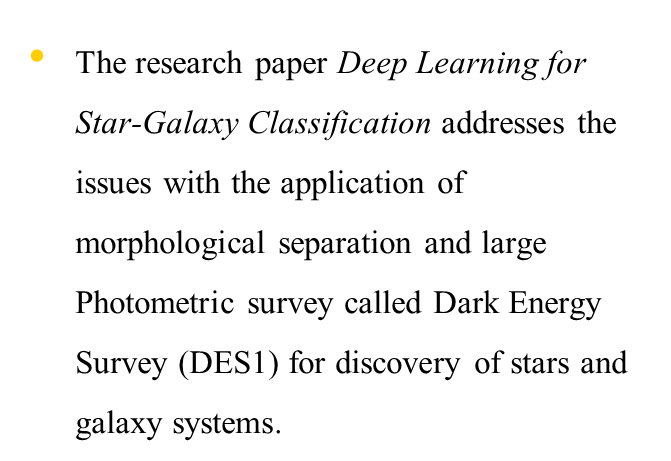 The research paper Deep Learning for
Star-Galaxy Classification addresses the
issues with the application of
morphological separation and large
Photometric survey called Dark Energy
Survey (DES1) for discovery of stars and
galaxy systems.